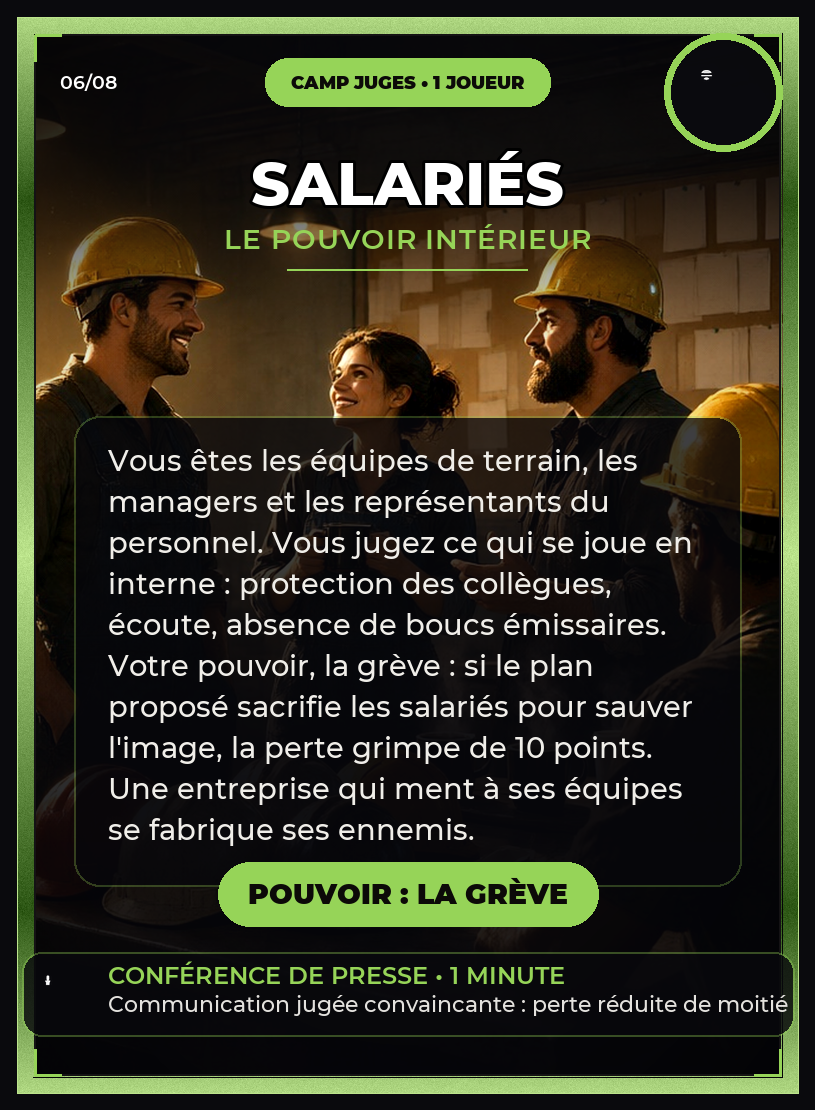 06/08
CAMP JUGES • 1 JOUEUR
SALARIÉS
LE POUVOIR INTÉRIEUR
Vous êtes les équipes de terrain, les
managers et les représentants du
personnel. Vous jugez ce qui se joue en
interne : protection des collègues,
écoute, absence de boucs émissaires.
Votre pouvoir, la grève : si le plan
proposé sacrifie les salariés pour sauver
l'image, la perte grimpe de 10 points.
Une entreprise qui ment à ses équipes
se fabrique ses ennemis.
POUVOIR : LA GRÈVE
CONFÉRENCE DE PRESSE • 1 MINUTE
Communication jugée convaincante : perte réduite de moitié